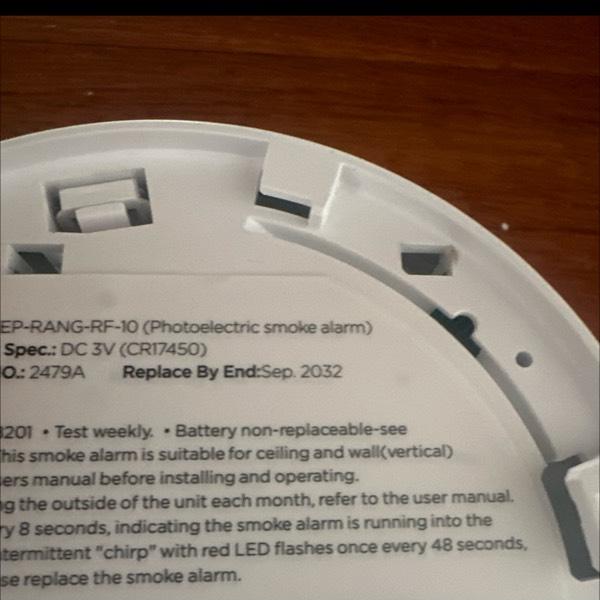 EP-RANG-RF-10 (Photoelectric smoke alarm)
Spec.: DC 3V (CR17450)
O.: 2479A Replace By End:Sep. 2032
3201 • Test weekly. • Battery non-replaceable-see
his smoke alarm is suitable for ceiling and wall(vertical)
ers manual before installing and operating.
g the outside of the unit each month, refer to the user manual.
ry 8 seconds, indicating the smoke alarm is running into the
termittent "chirp" with red LED flashes once every 48 seconds,
se replace the smoke alarm.